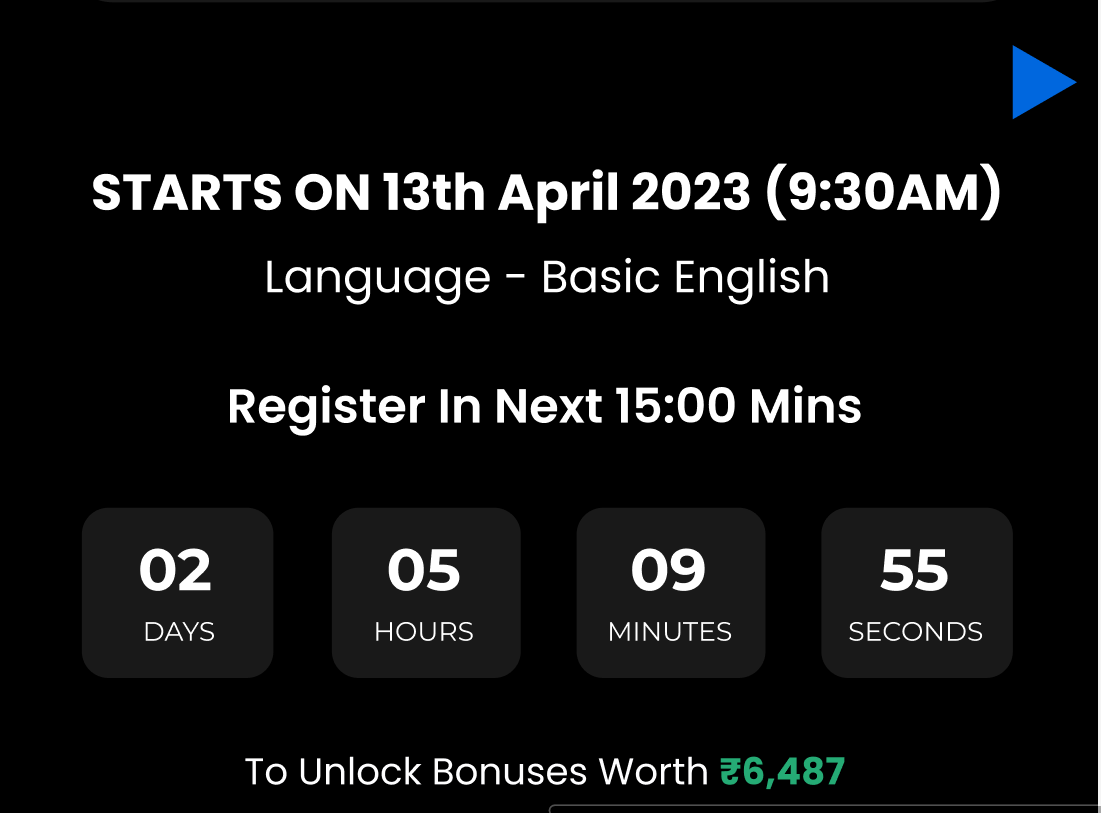 STARTS ON 13th April 2023 (9:30AM)
Language - Basic English
Register In Next 15:00 Mins
02 05 09 55
DAYS HOURS MINUTES SECONDS
To Unlock Bonuses Worth ₹6,487